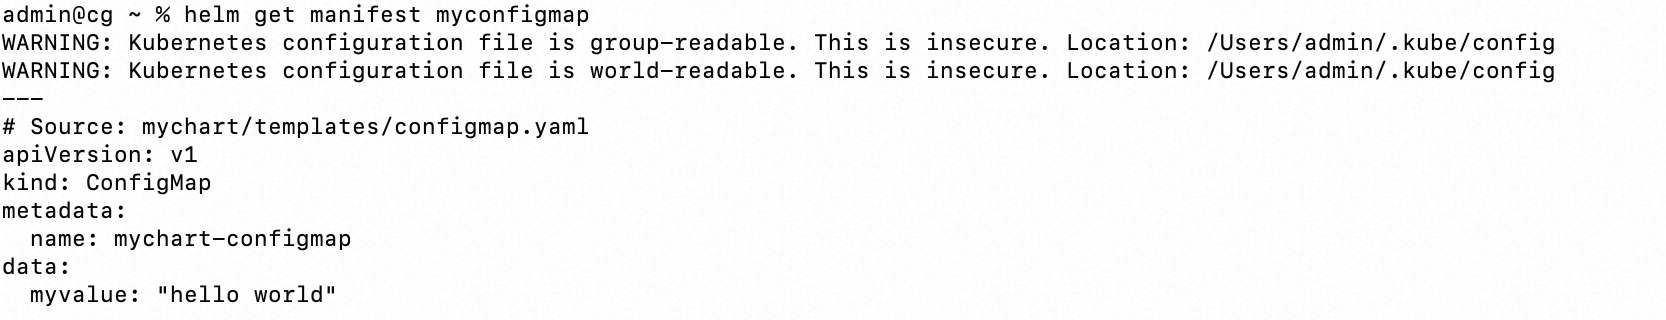 admin@cg ~ % helm get manifest myconfigmap
WARNING: Kubernetes configuration file is group-readable. This is insecure. Location: /Users/admin/.kube/config
WARNING: Kubernetes configuration file is world-readable. This is insecure. Location: /Users/admin/.kube/config
---
# Source: mychart/templates/configmap.yaml
apiVersion: v1
kind: ConfigMap
metadata:
  name: mychart-configmap
data:
  myvalue: "hello world"